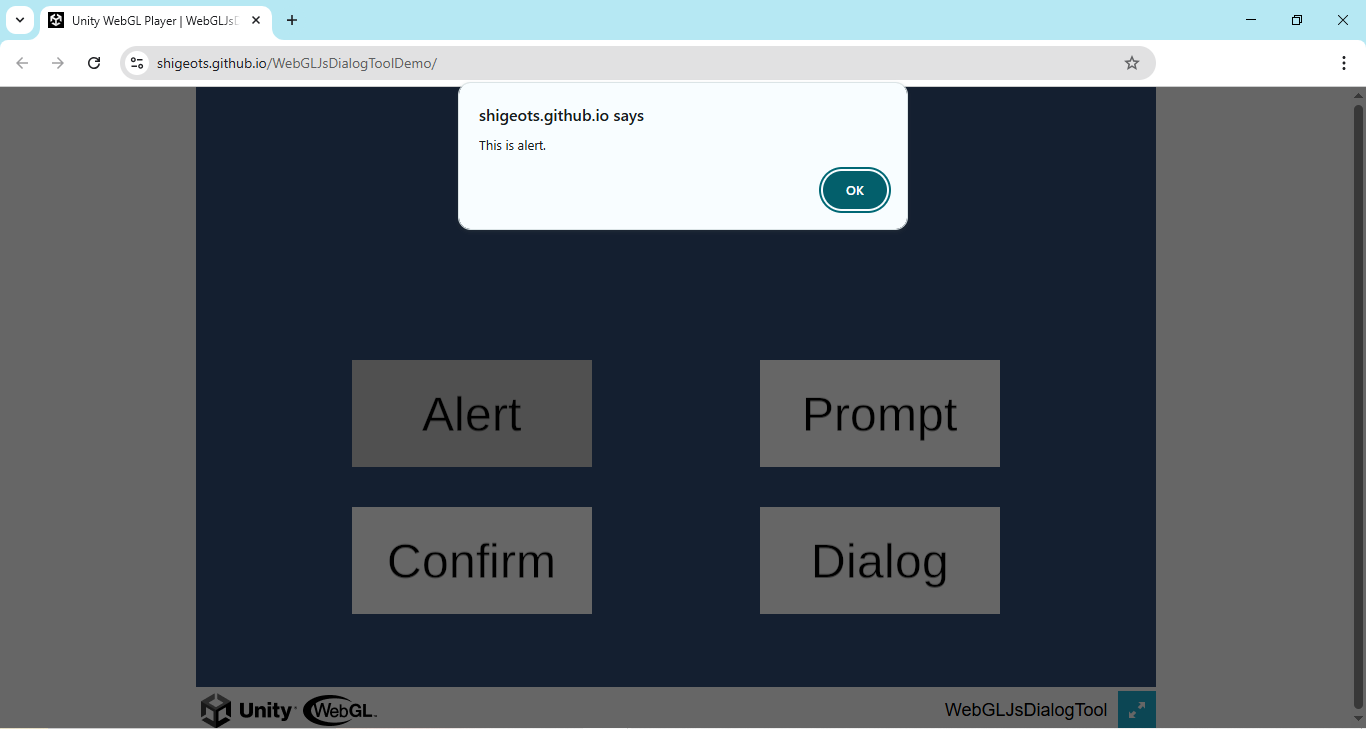 Unity WebGL Player | WebGLJsD
shigeots.github.io/WebGLJsDialogToolDemo/
shigeots.github.io says
This is alert.
OK
Alert
Prompt
Confirm
Dialog
Unity WebGL
WebGLJsDialogTool